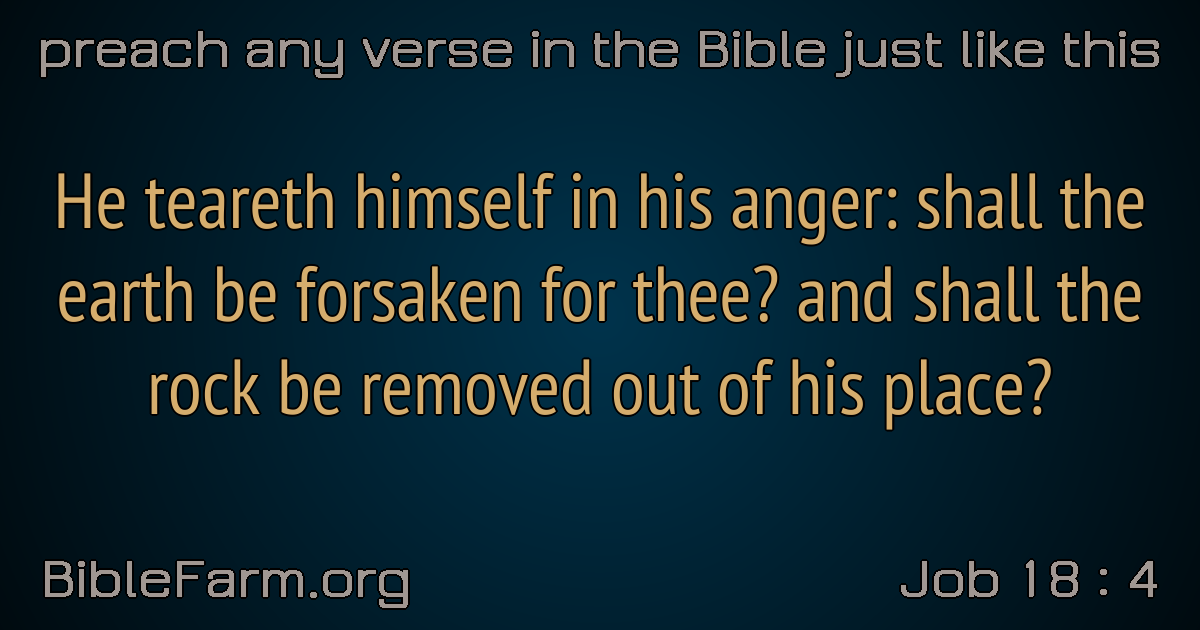 preach any verse in the Bible just like this
He teareth himself in his anger: shall the
earth be forsaken for thee? and shall the
rock be removed out of his place?
BibleFarm.org
Job 18 : 4